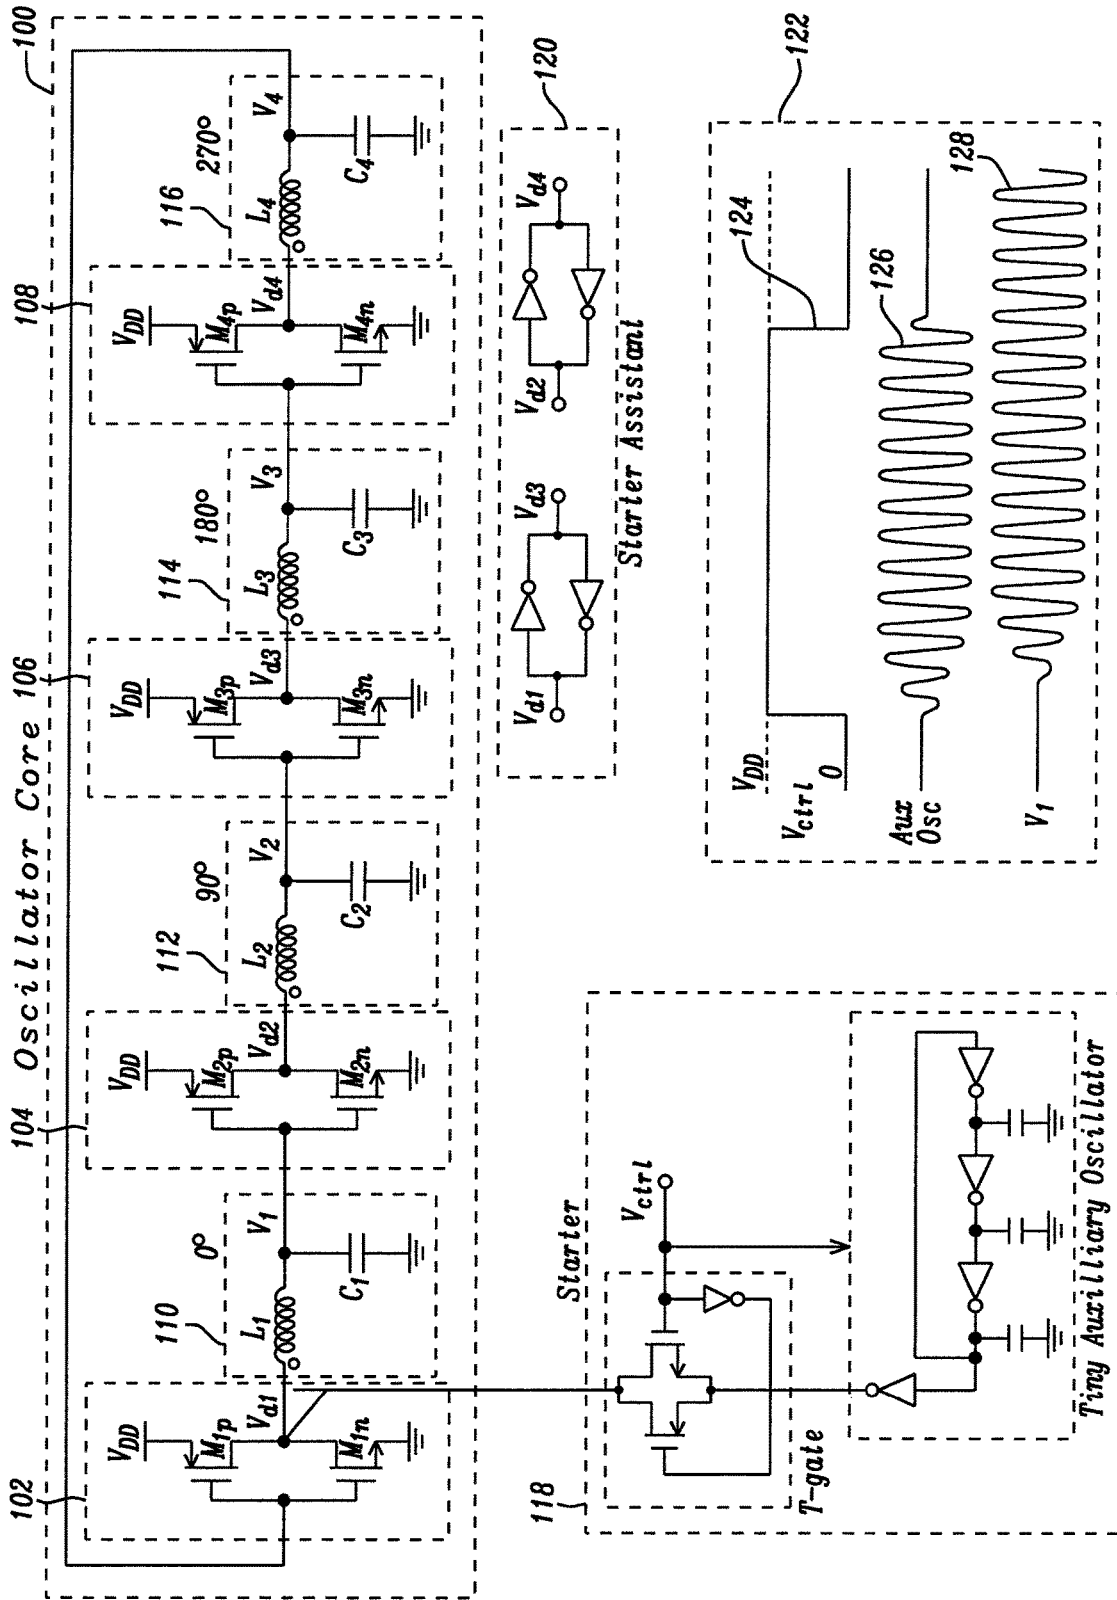 Oscillator Core
100
102
104
106
108
V_DD
V_DD
V_DD
V_DD
M_1p
M_2p
M_3p
M_4p
M_1n
M_2n
M_3n
M_4n
V_d1
V_d2
V_d3
V_d4
110
112
114
116
0°
90°
180°
270°
L_1
L_2
L_3
L_4
V_1
V_2
V_3
V_4
C_1
C_2
C_3
C_4
118
Starter
V_ctrl
T-gate
Tiny Auxilliary Oscillator
120
V_d1
V_d3
V_d2
V_d4
Starter Assistant
122
V_DD
V_ctrl
0
124
Aux
Osc
126
V_1
128